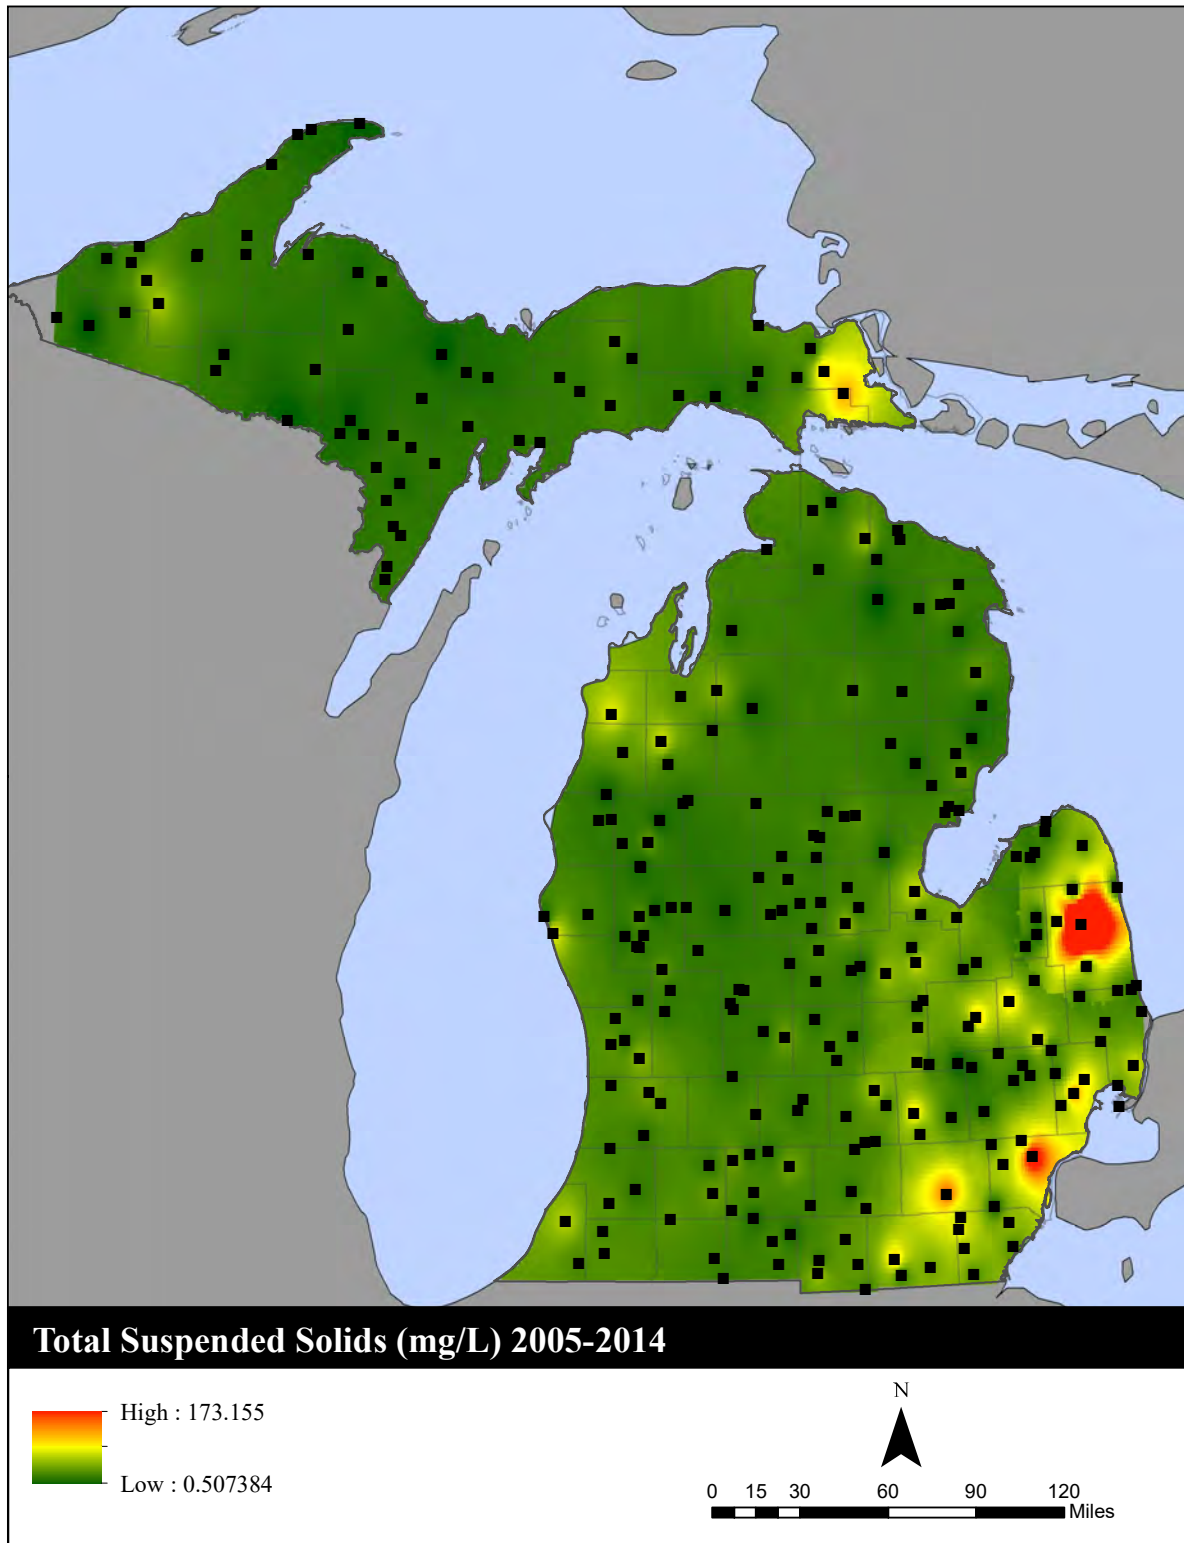 Total Suspended Solids (mg/L) 2005-2014
High : 173.155
Low : 0.507384
N
0 15 30 60 90 120
Miles